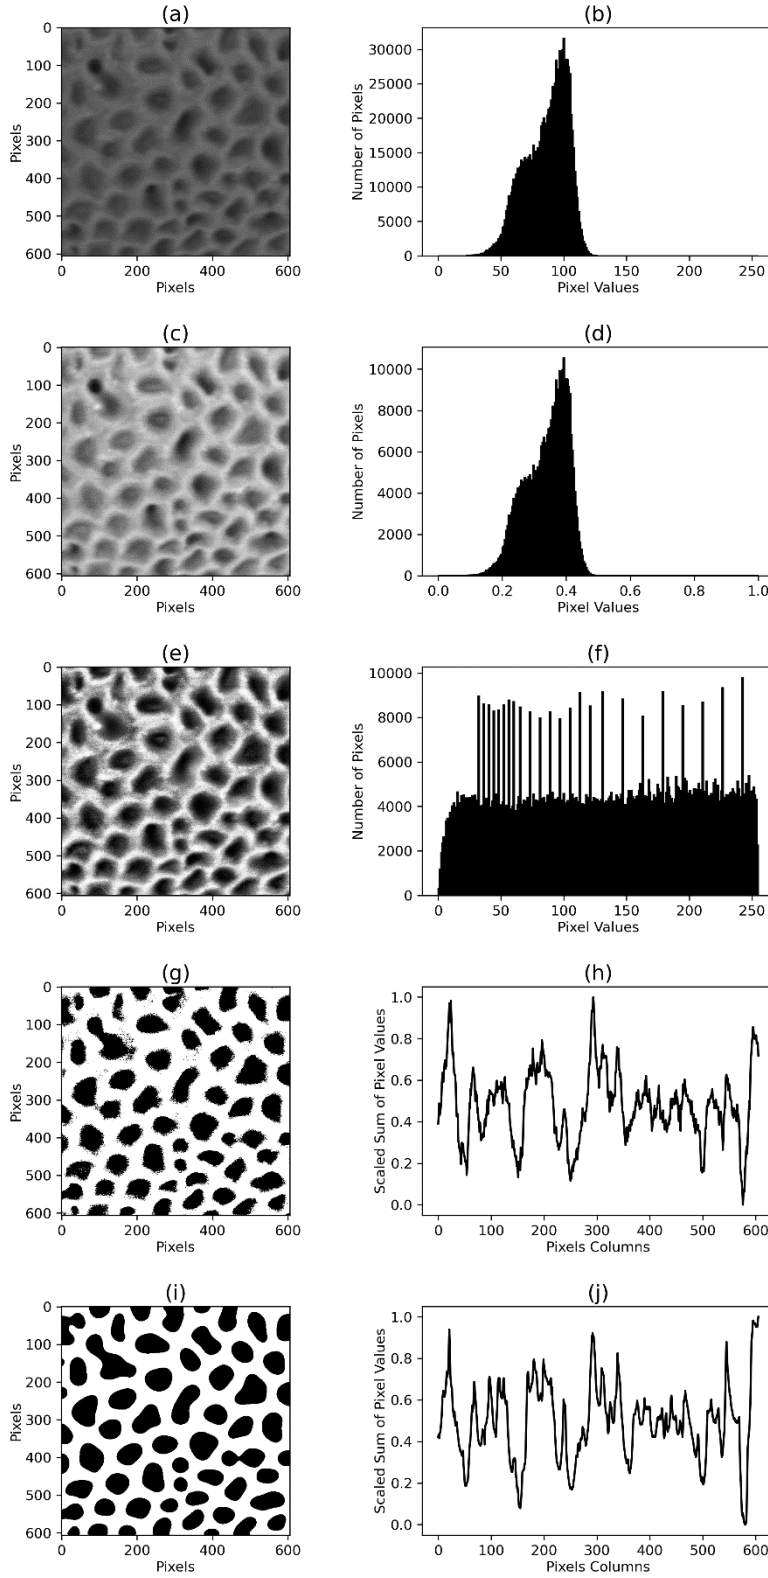 (a)
0
100
200
300
400
500
600
Pixels
0 200 400 600
Pixels
(b)
30000
25000
20000
15000
10000
5000
0
Number of Pixels
0 50 100 150 200 250
Pixel Values
(c)
0
100
200
300
400
500
600
Pixels
0 200 400 600
Pixels
(d)
10000
8000
6000
4000
2000
0
Number of Pixels
0.0 0.2 0.4 0.6 0.8 1.0
Pixel Values
(e)
0
100
200
300
400
500
600
Pixels
0 200 400 600
Pixels
(f)
10000
8000
6000
4000
2000
0
Number of Pixels
0 50 100 150 200 250
Pixel Values
(g)
0
100
200
300
400
500
600
Pixels
0 200 400 600
Pixels
(h)
1.0
0.8
0.6
0.4
0.2
0.0
Scaled Sum of Pixel Values
0 100 200 300 400 500 600
Pixels Columns
(i)
0
100
200
300
400
500
600
Pixels
0 200 400 600
Pixels
(j)
1.0
0.8
0.6
0.4
0.2
0.0
Scaled Sum of Pixel Values
0 100 200 300 400 500 600
Pixels Columns